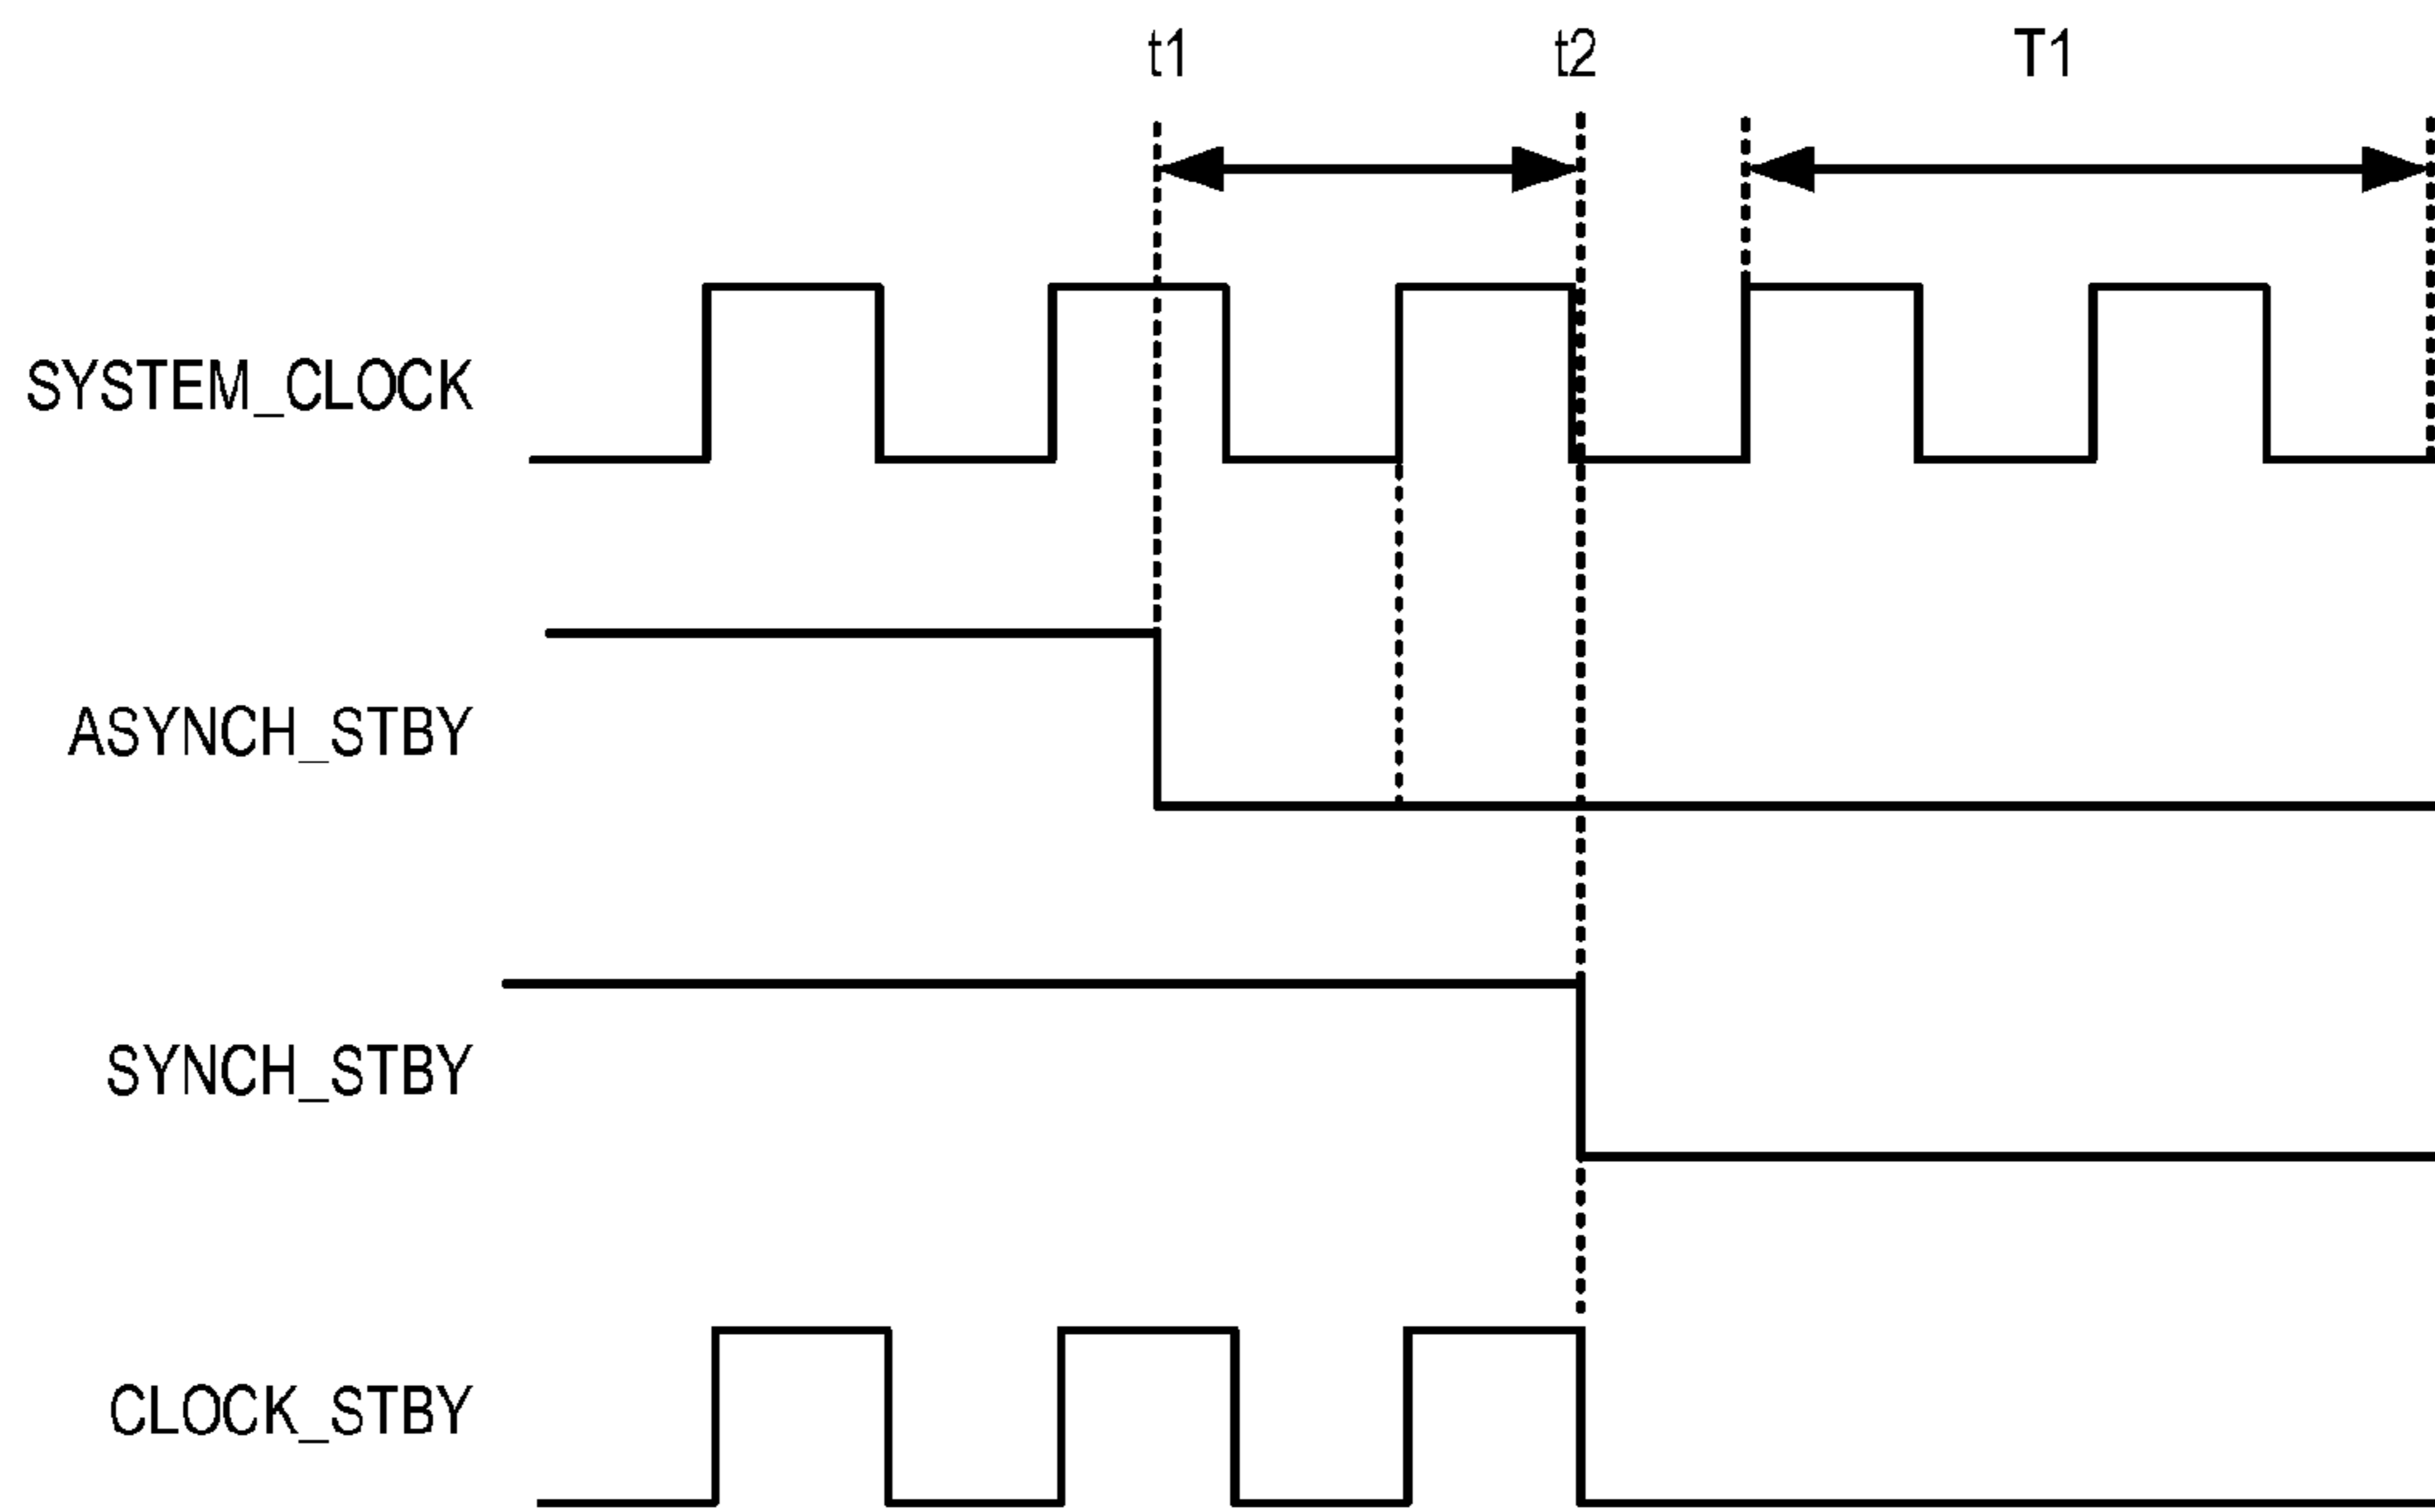 t1 t2 T1
SYSTEM_CLOCK
ASYNCH_STBY
SYNCH_STBY
CLOCK_STBY